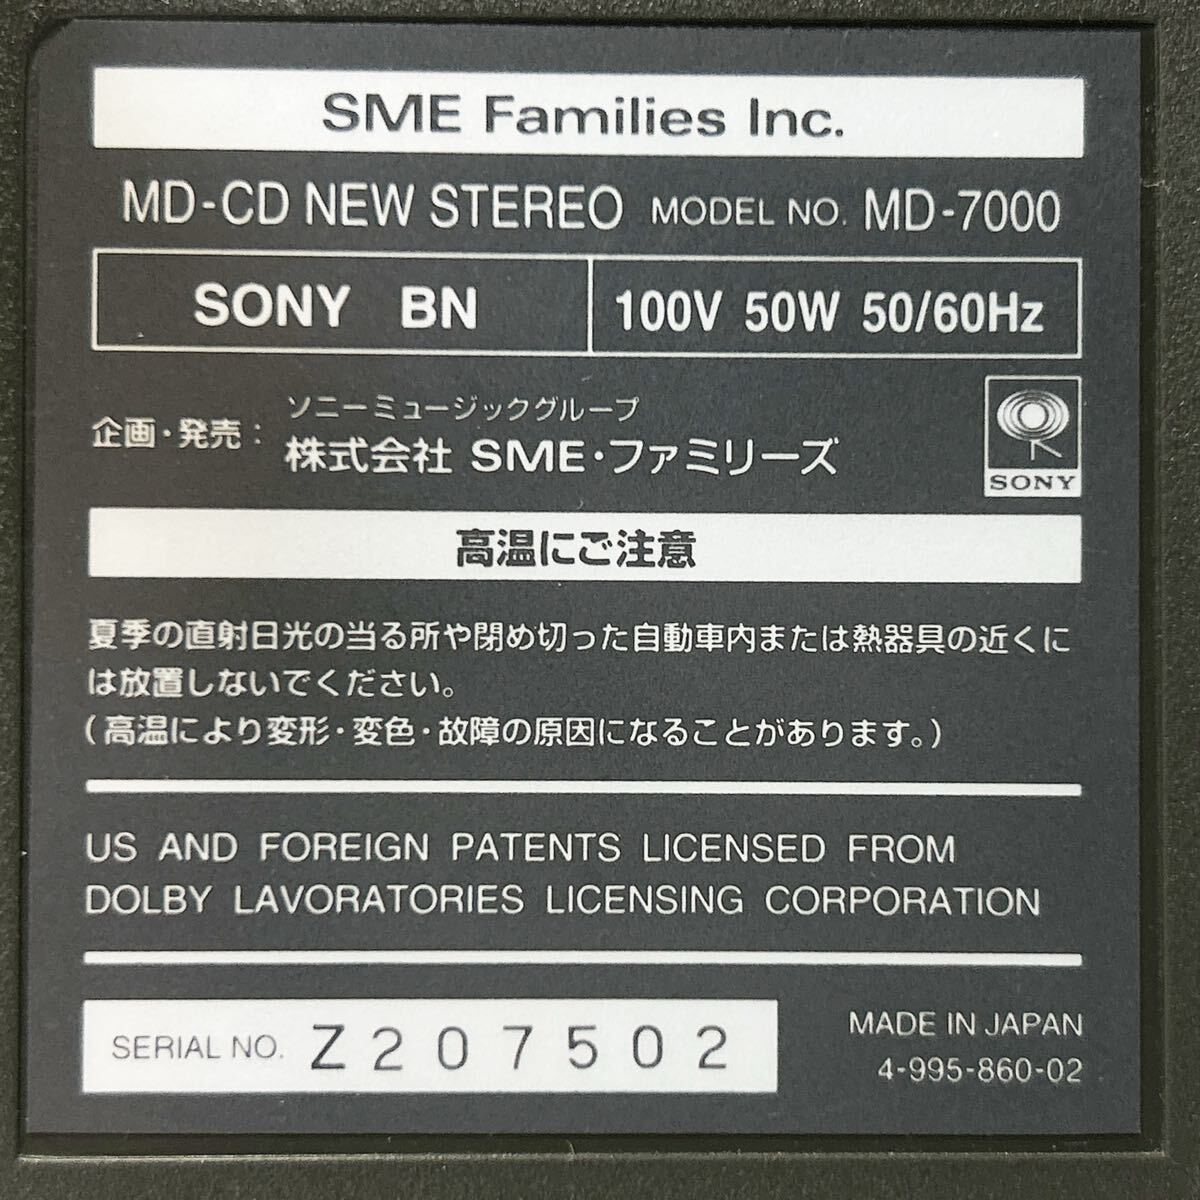 SME Families Inc.
MD-CD NEW STEREO MODEL NO. MD-7000
SONY BN 100V 50W 50/60Hz
ソニーミュージックグループ
企画・発売: 株式会社 SME・ファミリーズ
SONY
高温にご注意
夏季の直射日光の当る所や閉め切った自動車内または熱器具の近くに
は放置しないでください。
(高温により変形・変色・故障の原因になることがあります。)
US AND FOREIGN PATENTS LICENSED FROM
DOLBY LAVORATORIES LICENSING CORPORATION
SERIAL NO. Z207502
MADE IN JAPAN
4-995-860-02